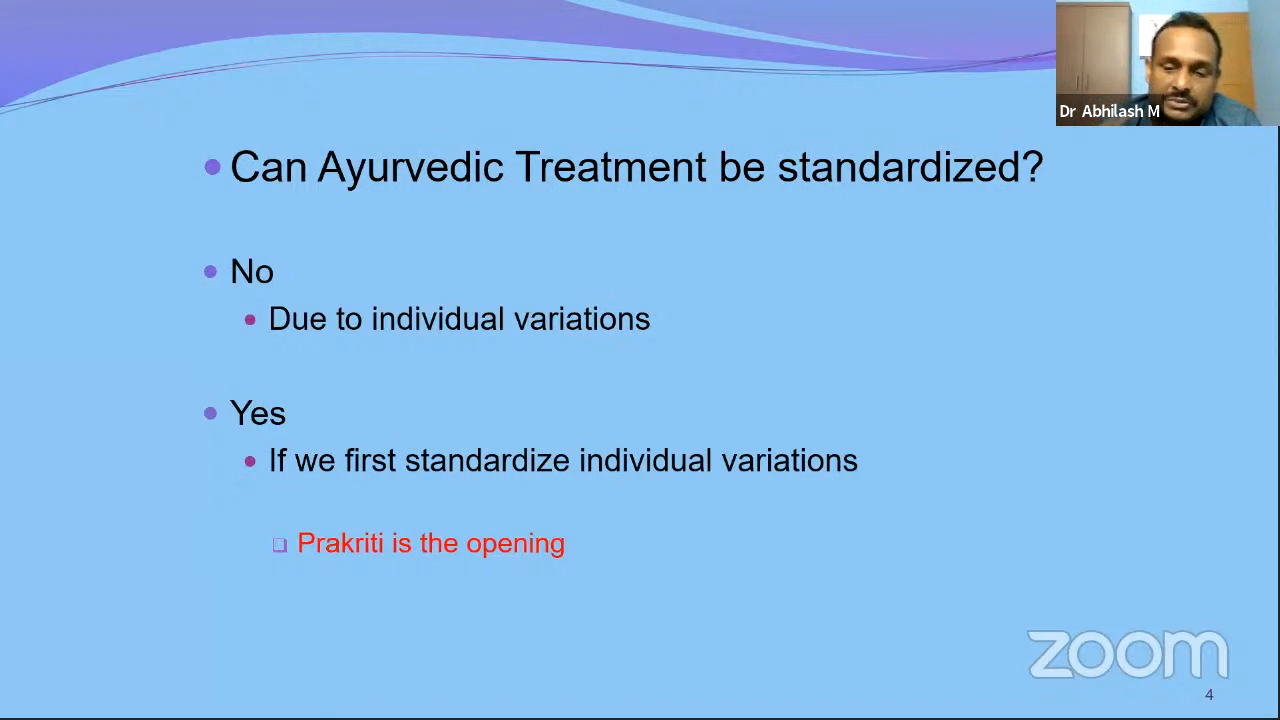 Dr Abhilash M
Can Ayurvedic Treatment be standardized?
No
Due to individual variations
Yes
If we first standardize individual variations
Prakriti is the opening
zoom
4